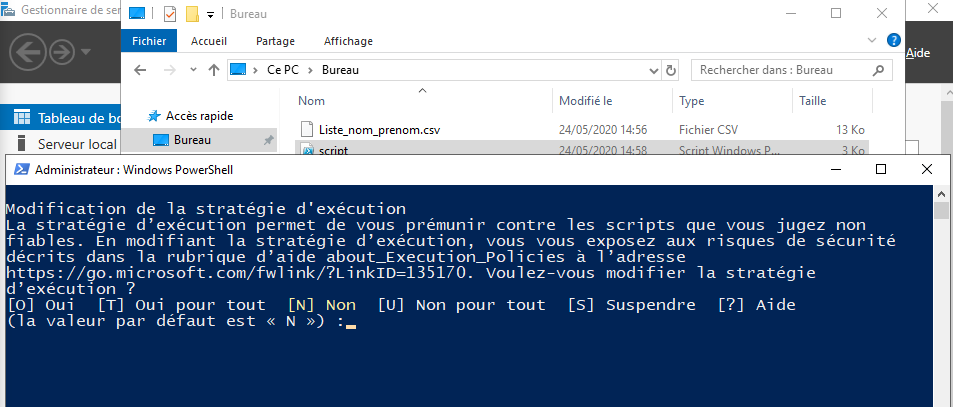 Gestionnaire de ser
Bureau
Fichier Accueil Partage Affichage
Aide
Ce PC Bureau
Rechercher dans : Bureau
Nom Modifié le Type Taille
Accès rapide
Bureau
Tableau de bo
Serveur local
Liste_nom_prenom.csv 24/05/2020 14:56 Fichier CSV 13 Ko
script 24/05/2020 14:58 Script Windows P... 3 Ko
Administrateur : Windows PowerShell
Modification de la stratégie d'exécution
La stratégie d’exécution permet de vous prémunir contre les scripts que vous jugez non
fiables. En modifiant la stratégie d’exécution, vous vous exposez aux risques de sécurité
décrits dans la rubrique d’aide about_Execution_Policies à l’adresse
https://go.microsoft.com/fwlink/?LinkID=135170. Voulez-vous modifier la stratégie
d’exécution ?
[O] Oui [T] Oui pour tout [N] Non [U] Non pour tout [S] Suspendre [?] Aide
(la valeur par défaut est « N ») :